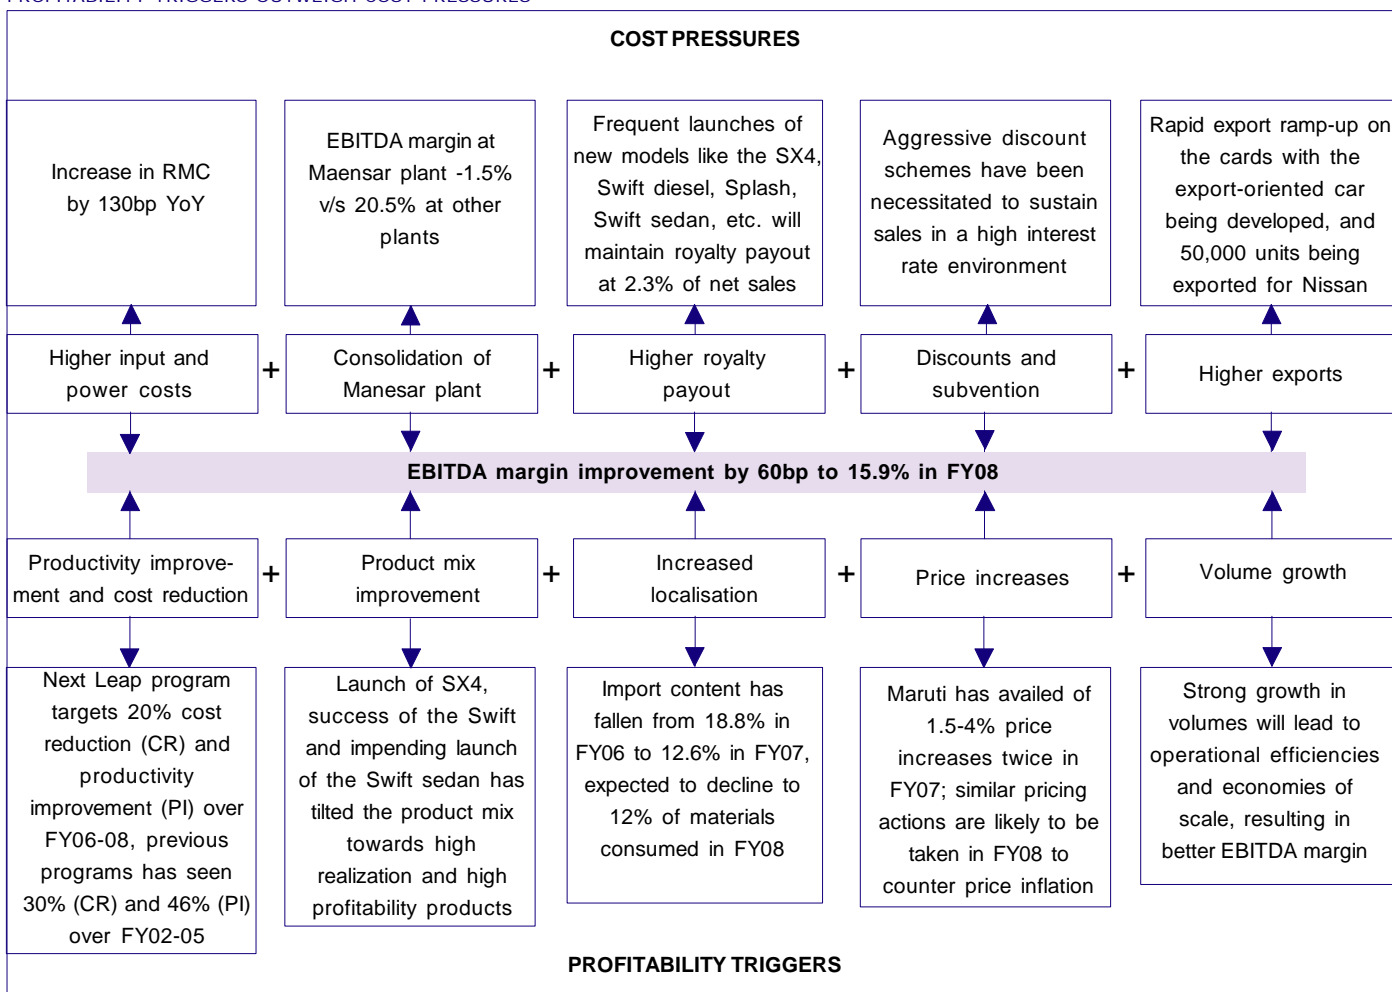 PROFITABILITY TRIGGERS OUTWEIGH COST PRESSURES
COST PRESSURES
Increase in RMC
by 130bp YoY
EBITDA margin at
Maensar plant -1.5%
v/s 20.5% at other
plants
Frequent launches of
new models like the SX4,
Swift diesel, Splash,
Swift sedan, etc. will
maintain royalty payout
at 2.3% of net sales
Aggressive discount
schemes have been
necessitated to sustain
sales in a high interest
rate environment
Rapid export ramp-up on
the cards with the
export-oriented car
being developed, and
50,000 units being
exported for Nissan
Higher input and
power costs
+
Consolidation of
Manesar plant
+
Higher royalty
payout
+
Discounts and
subvention
+
Higher exports
EBITDA margin improvement by 60bp to 15.9% in FY08
Productivity improve-
ment and cost reduction
+
Product mix
improvement
+
Increased
localisation
+
Price increases
+
Volume growth
Next Leap program
targets 20% cost
reduction (CR) and
productivity
improvement (PI) over
FY06-08, previous
programs has seen
30% (CR) and 46% (PI)
over FY02-05
Launch of SX4,
success of the Swift
and impending launch
of the Swift sedan has
tilted the product mix
towards high
realization and high
profitability products
Import content has
fallen from 18.8% in
FY06 to 12.6% in FY07,
expected to decline to
12% of materials
consumed in FY08
Maruti has availed of
1.5-4% price
increases twice in
FY07; similar pricing
actions are likely to be
taken in FY08 to
counter price inflation
Strong growth in
volumes will lead to
operational efficiencies
and economies of
scale, resulting in
better EBITDA margin
PROFITABILITY TRIGGERS